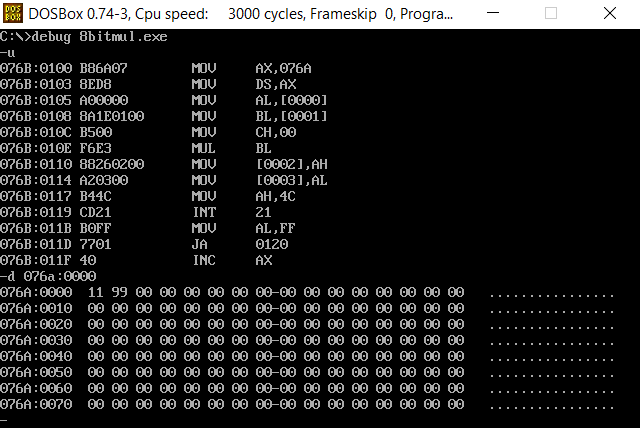 DOS
BOX
DOSBox 0.74-3, Cpu speed: 3000 cycles, Frameskip 0, Progra...
C:\>debug 8bitmul.exe
-u
076B:0100 B86A07 MOV AX,076A
076B:0103 8ED8 MOV DS,AX
076B:0105 A00000 MOV AL,[0000]
076B:0108 8A1E0100 MOV BL,[0001]
076B:010C B500 MOV CH,00
076B:010E F6E3 MUL BL
076B:0110 88260200 MOV [0002],AH
076B:0114 A20300 MOV [0003],AL
076B:0117 B44C MOV AH,4C
076B:0119 CD21 INT 21
076B:011B B0FF MOV AL,FF
076B:011D 7701 JA 0120
076B:011F 40 INC AX
-d 076a:0000
076A:0000 11 99 00 00 00 00 00 00-00 00 00 00 00 00 00 00 ................
076A:0010 00 00 00 00 00 00 00 00-00 00 00 00 00 00 00 00 ................
076A:0020 00 00 00 00 00 00 00 00-00 00 00 00 00 00 00 00 ................
076A:0030 00 00 00 00 00 00 00 00-00 00 00 00 00 00 00 00 ................
076A:0040 00 00 00 00 00 00 00 00-00 00 00 00 00 00 00 00 ................
076A:0050 00 00 00 00 00 00 00 00-00 00 00 00 00 00 00 00 ................
076A:0060 00 00 00 00 00 00 00 00-00 00 00 00 00 00 00 00 ................
076A:0070 00 00 00 00 00 00 00 00-00 00 00 00 00 00 00 00 ................
-